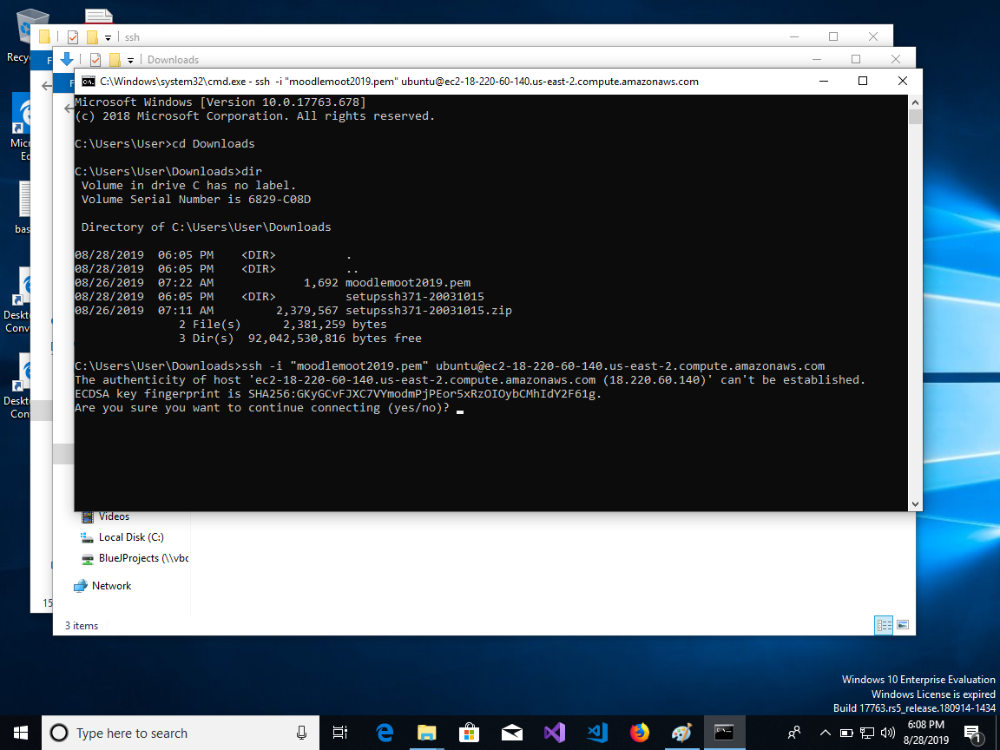 Recy
ssh
F
Downloads
F
C:\Windows\system32\cmd.exe - ssh -i "moodlemoot2019.pem" ubuntu@ec2-18-220-60-140.us-east-2.compute.amazonaws.com
Microsoft Windows [Version 10.0.17763.678]
(c) 2018 Microsoft Corporation. All rights reserved.
C:\Users\User>cd Downloads
C:\Users\User\Downloads>dir
Volume in drive C has no label.
Volume Serial Number is 6829-C08D
Directory of C:\Users\User\Downloads
08/28/2019 06:05 PM <DIR> .
08/28/2019 06:05 PM <DIR> ..
08/26/2019 07:22 AM 1,692 moodlemoot2019.pem
08/28/2019 06:05 PM <DIR> setupssh371-20031015
08/26/2019 07:11 AM 2,379,567 setupssh371-20031015.zip
2 File(s) 2,381,259 bytes
3 Dir(s) 92,042,530,816 bytes free
C:\Users\User\Downloads>ssh -i "moodlemoot2019.pem" ubuntu@ec2-18-220-60-140.us-east-2.compute.amazonaws.com
The authenticity of host 'ec2-18-220-60-140.us-east-2.compute.amazonaws.com (18.220.60.140)' can't be established.
ECDSA key fingerprint is SHA256:GKyGCvFJXC7VYmodmPjPEor5xRzOIOybCMhIdY2F61g.
Are you sure you want to continue connecting (yes/no)?
Micr
Ed
bas
Deskto
Conv
Deskto
Con
Videos
Local Disk (C:)
BlueJProjects (\\vbo
Network
15
3 items
Windows 10 Enterprise Evaluation
Windows License is expired
Build 17763.rs5_release.180914-1434
Type here to search
6:08 PM
8/28/2019
1